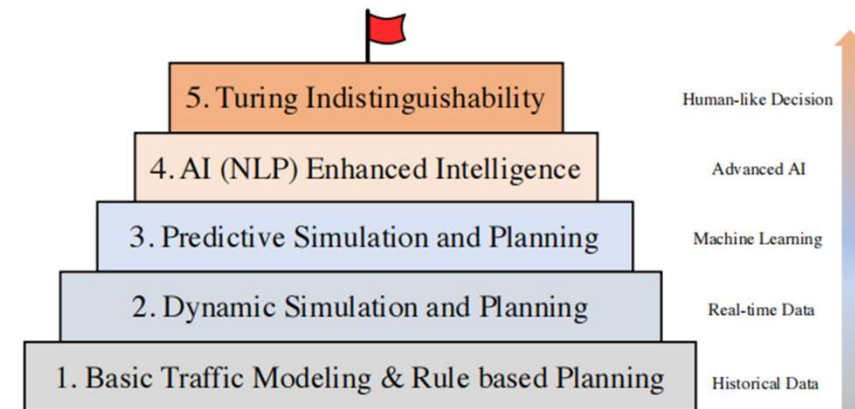 5. Turing Indistinguishability
Human-like Decision
4. AI (NLP) Enhanced Intelligence
Advanced AI
3. Predictive Simulation and Planning
Machine Learning
2. Dynamic Simulation and Planning
Real-time Data
1. Basic Traffic Modeling & Rule based Planning
Historical Data